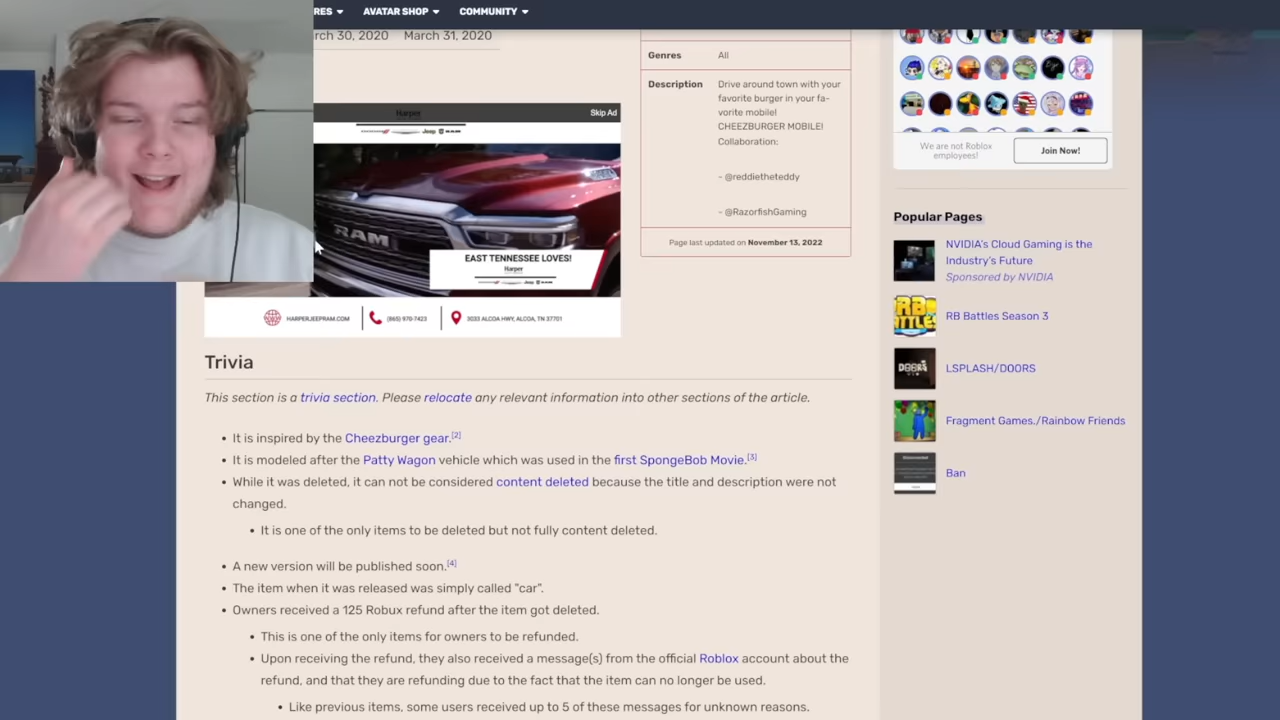 RES
AVATAR SHOP
COMMUNITY
rch 30, 2020 March 31, 2020
Genres All
Description Drive around town with your
favorite burger in your fa-
vorite mobile!
CHEEZBURGER MOBILE!
Collaboration:
- @reddietheteddy
- @RazorfishGaming
Page last updated on November 13, 2022
Harper
Skip Ad
Jeep RAM
RAM
EAST TENNESSEE LOVES!
Harper
HARPERJEEPRAM.COM
(865) 970-7423
3033 ALCOA HWY, ALCOA, TN 37701
Trivia
This section is a trivia section. Please relocate any relevant information into other sections of the article.
• It is inspired by the Cheezburger gear.[2]
• It is modeled after the Patty Wagon vehicle which was used in the first SpongeBob Movie.[3]
• While it was deleted, it can not be considered content deleted because the title and description were not
changed.
• It is one of the only items to be deleted but not fully content deleted.
• A new version will be published soon.[4]
• The item when it was released was simply called "car".
• Owners received a 125 Robux refund after the item got deleted.
• This is one of the only items for owners to be refunded.
• Upon receiving the refund, they also received a message(s) from the official Roblox account about the
refund, and that they are refunding due to the fact that the item can no longer be used.
• Like previous items, some users received up to 5 of these messages for unknown reasons.
We are not Roblox
employees!
Join Now!
Popular Pages
NVIDIA's Cloud Gaming is the
Industry's Future
Sponsored by NVIDIA
RB Battles Season 3
LSPLASH/DOORS
Fragment Games./Rainbow Friends
Ban